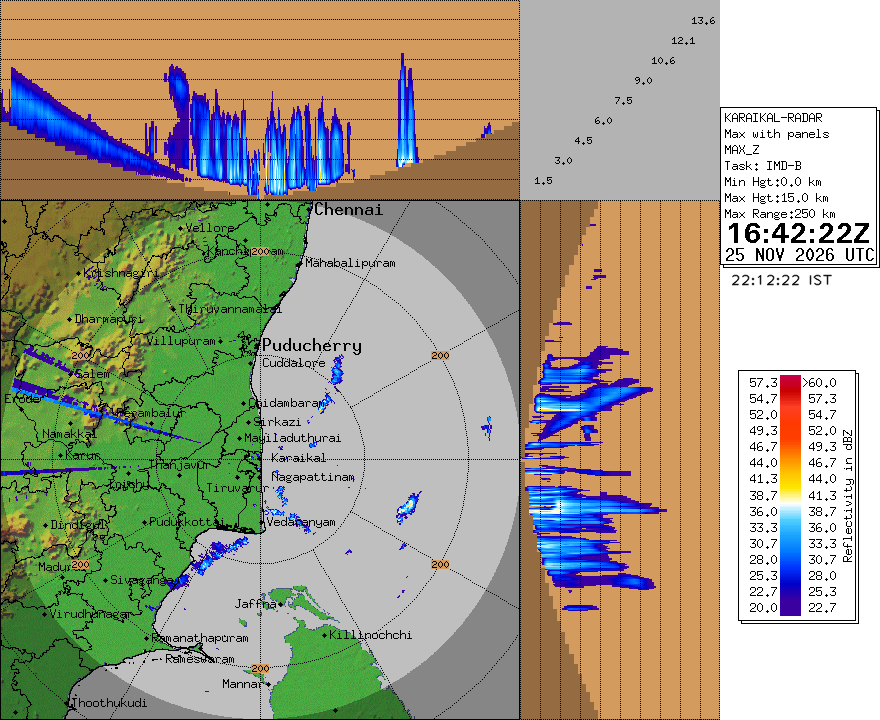 13.6
12.1
10.6
9.0
7.5
6.0
4.5
3.0
1.5
KARAIKAL-RADAR
Max with panels
MAX_Z
Task: IMD-B
Min Hgt:0.0 km
Max Hgt:15.0 km
Max Range:250 km
16:42:22Z
25 NOV 2026 UTC
22:12:22 IST
Chennai
Vellore
200
Mahabalipuram
Krishnagiri
Thiruvannamalai
Dharmapuri
Villupuram
Puducherry
200
200
Cuddalore
Salem
Erode
Chidambaram
Perambalur
Sirkazi
Namakkal
Mayiladuthurai
Karur
Karaikal
Thanjavur
Nagapattinam
Tiruvarur
Pudukkottai
Vedaranyam
Dindigul
200
200
Madurai
Sivaganga
Jaffna
Virudhunagar
Killinochchi
Ramanathapuram
Rameswaram
200
Mannar
Thoothukudi
57.3 >60.0
54.7 57.3
52.0 54.7
49.3 52.0
46.7 49.3
44.0 46.7
41.3 44.0
38.7 41.3
36.0 38.7
33.3 36.0
30.7 33.3
28.0 30.7
25.3 28.0
22.7 25.3
20.0 22.7
Reflectivity in dBZ